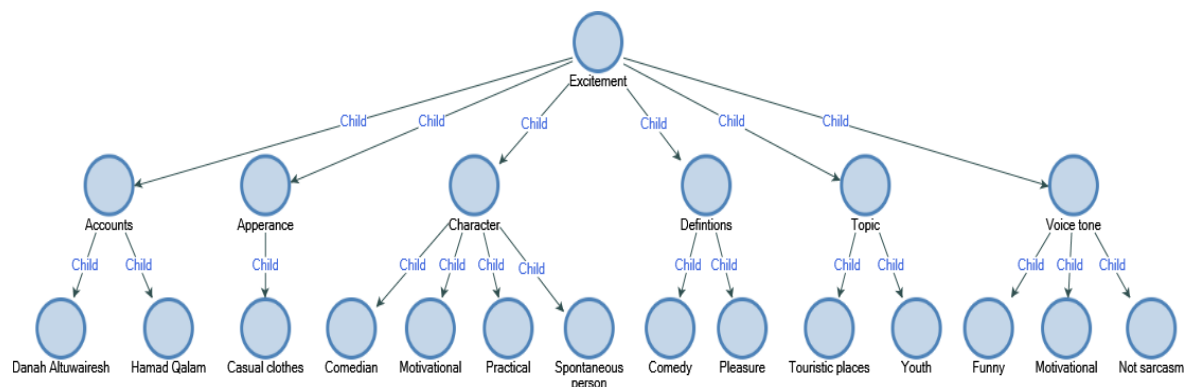 Excitement
Child Child Child Child Child Child
Accounts Apperance Character Defintions Topic Voice tone
Child Child Child Child Child Child Child Child Child Child Child Child Child Child
Danah Altuwairesh Hamad Qalam Casual clothes Comedian Motivational Practical Spontaneous person Comedy Pleasure Touristic places Youth Funny Motivational Not sarcasm